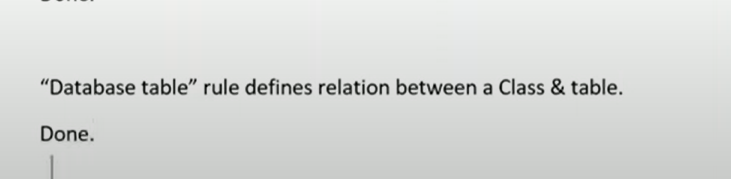 "Database table" rule defines relation between a Class & table.
Done.